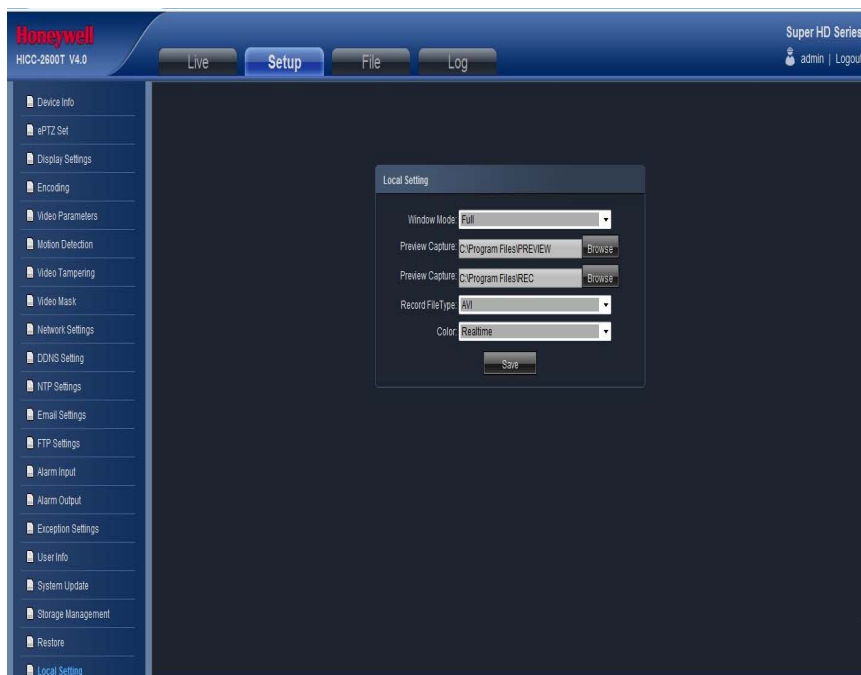 Honeywell
HICC-2600T V4.0
Live
Setup
File
Log
Super HD Series
admin | Logout
Device Info
ePTZ Set
Display Settings
Encoding
Video Parameters
Motion Detection
Video Tampering
Video Mask
Network Settings
DDNS Setting
NTP Settings
Email Settings
FTP Settings
Alarm Input
Alarm Output
Exception Settings
User Info
System Update
Storage Management
Restore
Local Setting
Local Setting
Window Mode: Full
Preview Capture: C:\Program Files\PREVIEW Browse
Preview Capture: C:\Program Files\REC Browse
Record FileType: AVI
Color: Realtime
Save